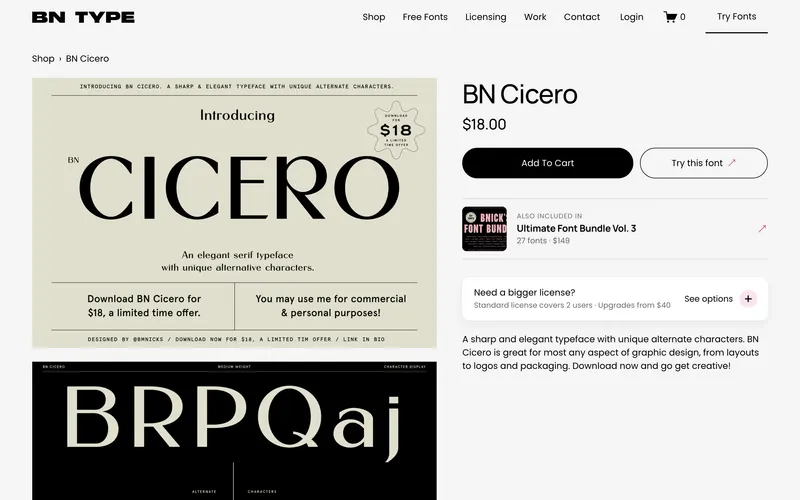 BN TYPE
Shop Free Fonts Licensing Work Contact Login 0 Try Fonts
Shop › BN Cicero
INTRODUCING BN CICERO. A SHARP & ELEGANT TYPEFACE WITH UNIQUE ALTERNATE CHARACTERS.
Introducing
DOWNLOAD
FOR
$18
A LIMITED
TIME OFFER
BN
CICERO
An elegant serif typeface
with unique alternative characters.
Download BN Cicero for
$18, a limited time offer.
You may use me for commercial
& personal purposes!
DESIGNED BY @BMNICKS / DOWNLOAD NOW FOR $18, A LIMITED TIM OFFER / LINK IN BIO
BN CICERO MEDIUM WEIGHT CHARACTER DISPLAY
BRPQaj
ALTERNATE CHARACTERS
BN Cicero
$18.00
Add To Cart
Try this font
BNICK'S
FONT BUND
ALSO INCLUDED IN
Ultimate Font Bundle Vol. 3
27 fonts · $149
Need a bigger license?
Standard license covers 2 users · Upgrades from $40
See options +
A sharp and elegant typeface with unique alternate characters. BN
Cicero is great for most any aspect of graphic design, from layouts
to logos and packaging. Download now and go get creative!